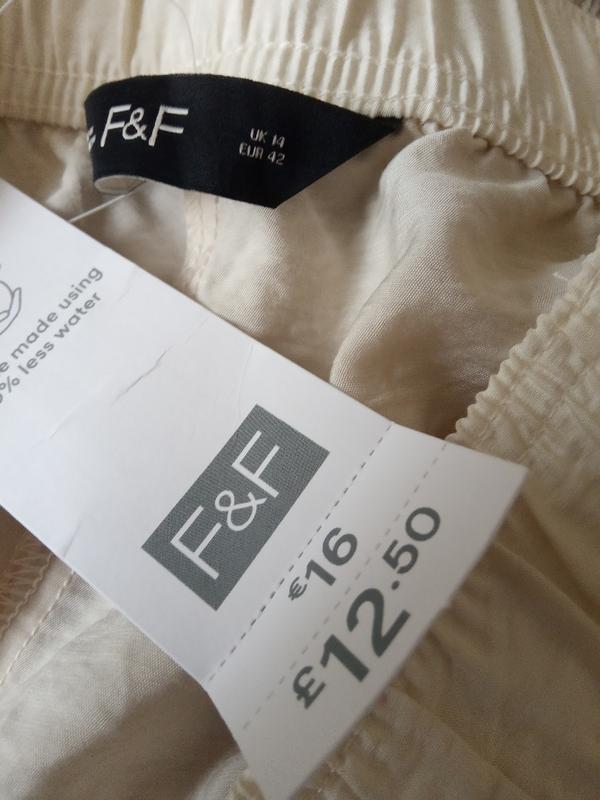 F&F
UK 14
EUR 42
made using
less water
F&F
€16
£12.50